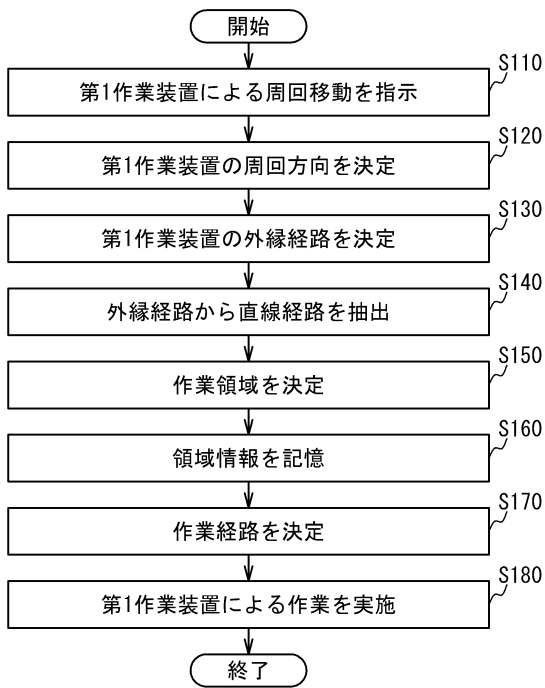 開始
S110
第1作業装置による周回移動を指示
S120
第1作業装置の周回方向を決定
S130
第1作業装置の外縁経路を決定
S140
外縁経路から直線経路を抽出
S150
作業領域を決定
S160
領域情報を記憶
S170
作業経路を決定
S180
第1作業装置による作業を実施
終了